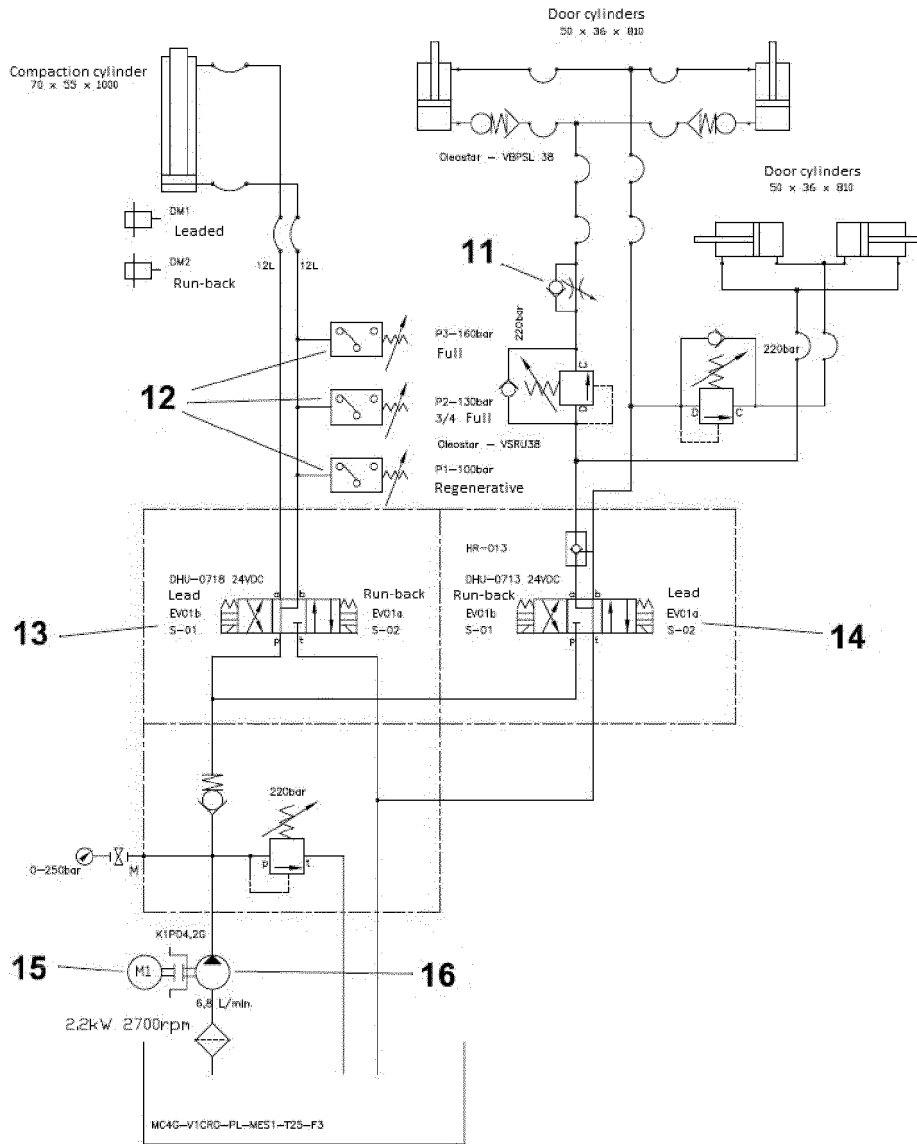 Door cylinders
50 x 36 x 810
Compaction cylinder
70 x 55 x 1000
Oleostar - VBPSL 38
Door cylinders
50 x 36 x 810
DM1
Leaded
DM2
Run-back
11
12L
12L
220bar
P3-160bar
Full
220bar
12
P2-130bar
3/4 Full
C
D
D
C
Oleostar - VSRU38
P1-100bar
Regenerative
HR-013
DHU-0718 24VDC
DHU-0713 24VDC
Lead
a
b
Run-back
Run-back
a
b
Lead
EV01b
EV01a
EV01b
EV01a
13
S-01
S-02
S-01
S-02
14
p
t
p
t
220bar
0-250bar
M
p
t
K1PD4,2G
15
M1
16
6,8 L/min.
2,2kW 2700rpm
MC4G-V1CRO-PL-MES1-T25-F3